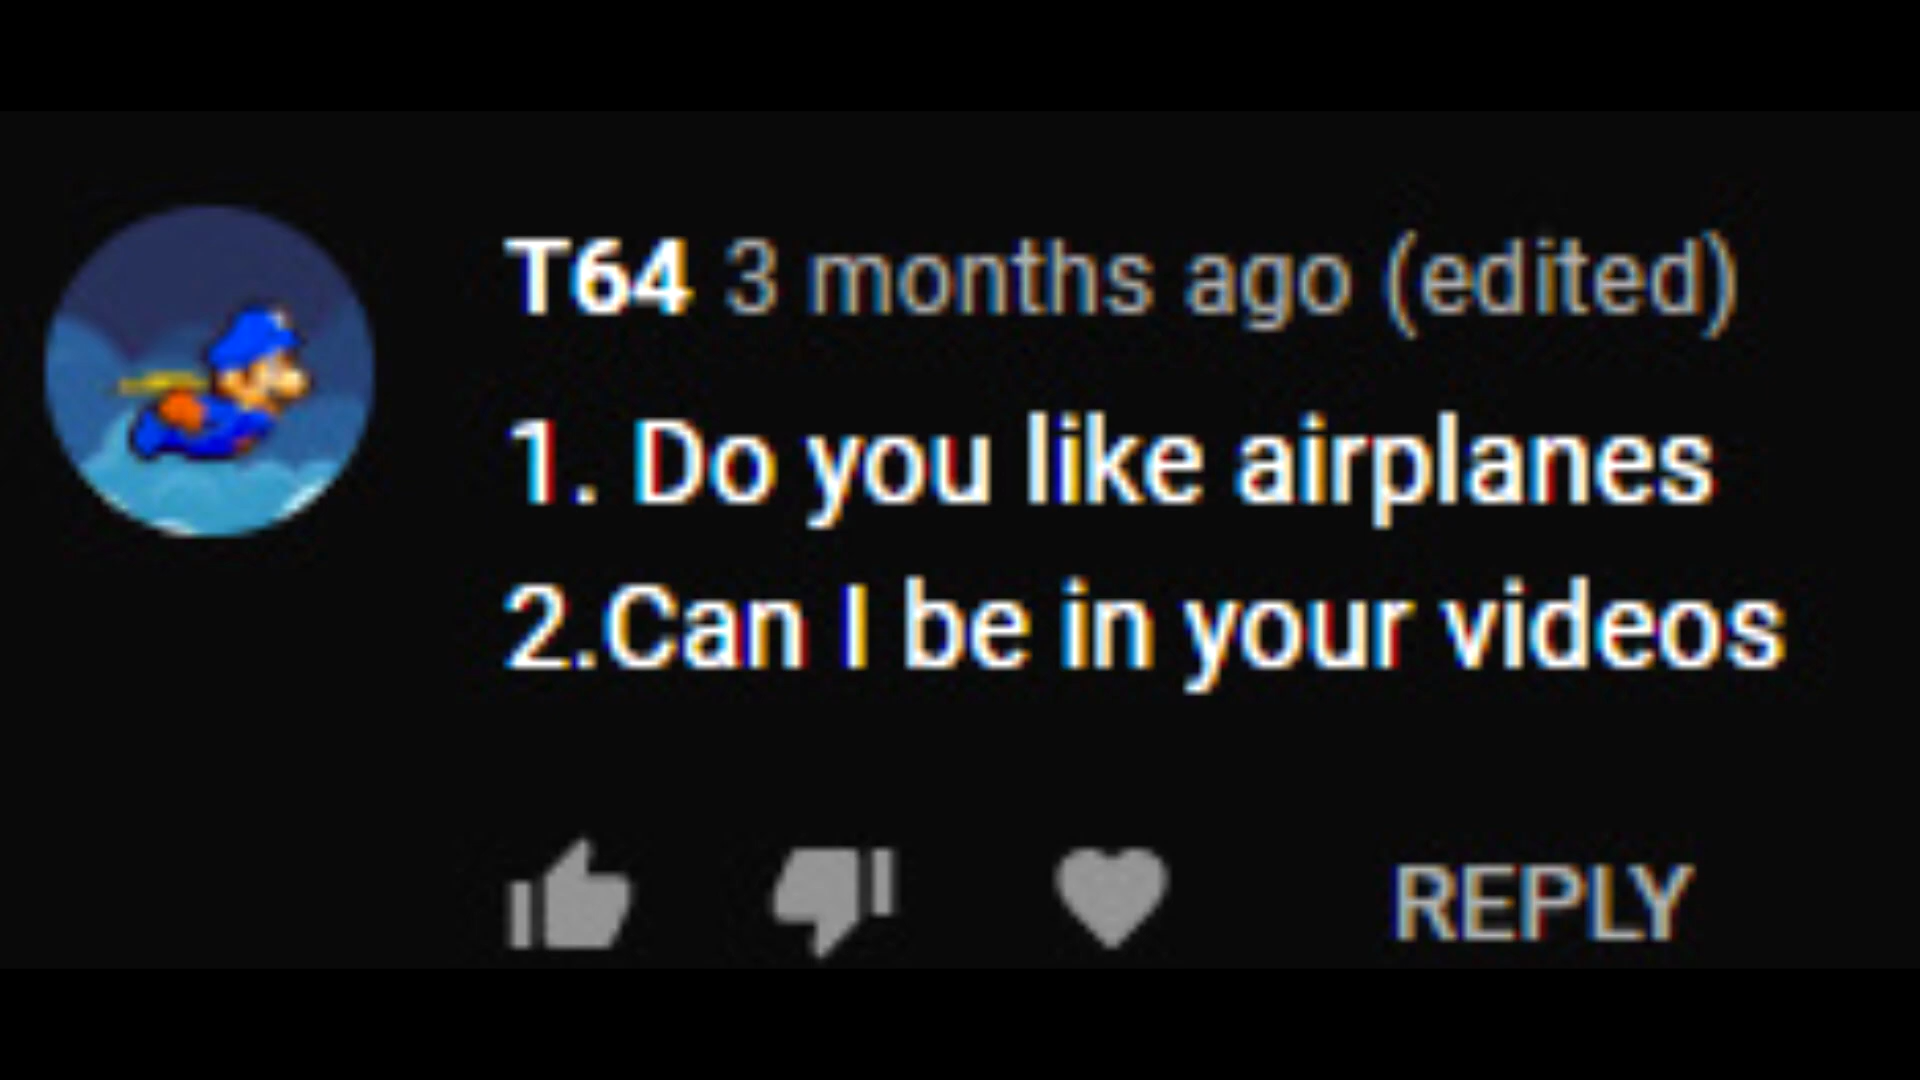 T64 3 months ago (edited)
1. Do you like airplanes
2.Can I be in your videos
REPLY